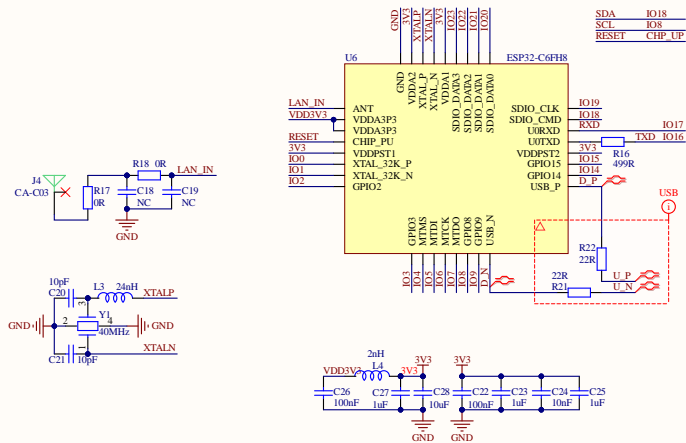 GND
3V3
XTALP
XTALN
3V3
IO23
IO22
IO21
IO20
SDA IO18
SCL IO8
RESET CHP_UP
U6 ESP32-C6FH8
GND
VDDA2
XTAL_P
XTAL_N
VDDA1
SDIO_DATA3
SDIO_DATA2
SDIO_DATA1
SDIO_DATA0
LAN_IN ANT SDIO_CLK IO19
VDD3V3 VDDA3P3 SDIO_CMD IO18
VDDA3P3 U0RXD RXD IO17
RESET CHIP_PU U0TXD TXD IO16
3V3 VDDPST1 VDDPST2 3V3 R16
IO0 XTAL_32K_P GPIO15 IO15 499R
IO1 XTAL_32K_N GPIO14 IO14
IO2 GPIO2 USB_P D_P
GPIO3
MTMS
MTDI
MTCK
MTDO
GPIO8
GPIO9
USB_N
IO3
IO4
IO5
IO6
IO7
IO8
IO9
D_N
USB
i
R22
22R
22R
R21
U_P
U_N
R18 0R LAN_IN
J4
CA-C03
R17
0R
C18
NC
C19
NC
GND
10pF
C20
L3 24nH XTALP
3
Y1
GND 2 4 GND
40MHz
1
XTALN
C21 10pF
2nH
VDD3V3 L4 3V3 3V3 3V3
C26
100nF
C27
1uF
C28
10uF
C22
100nF
C23
1uF
C24
10nF
C25
1uF
GND GND